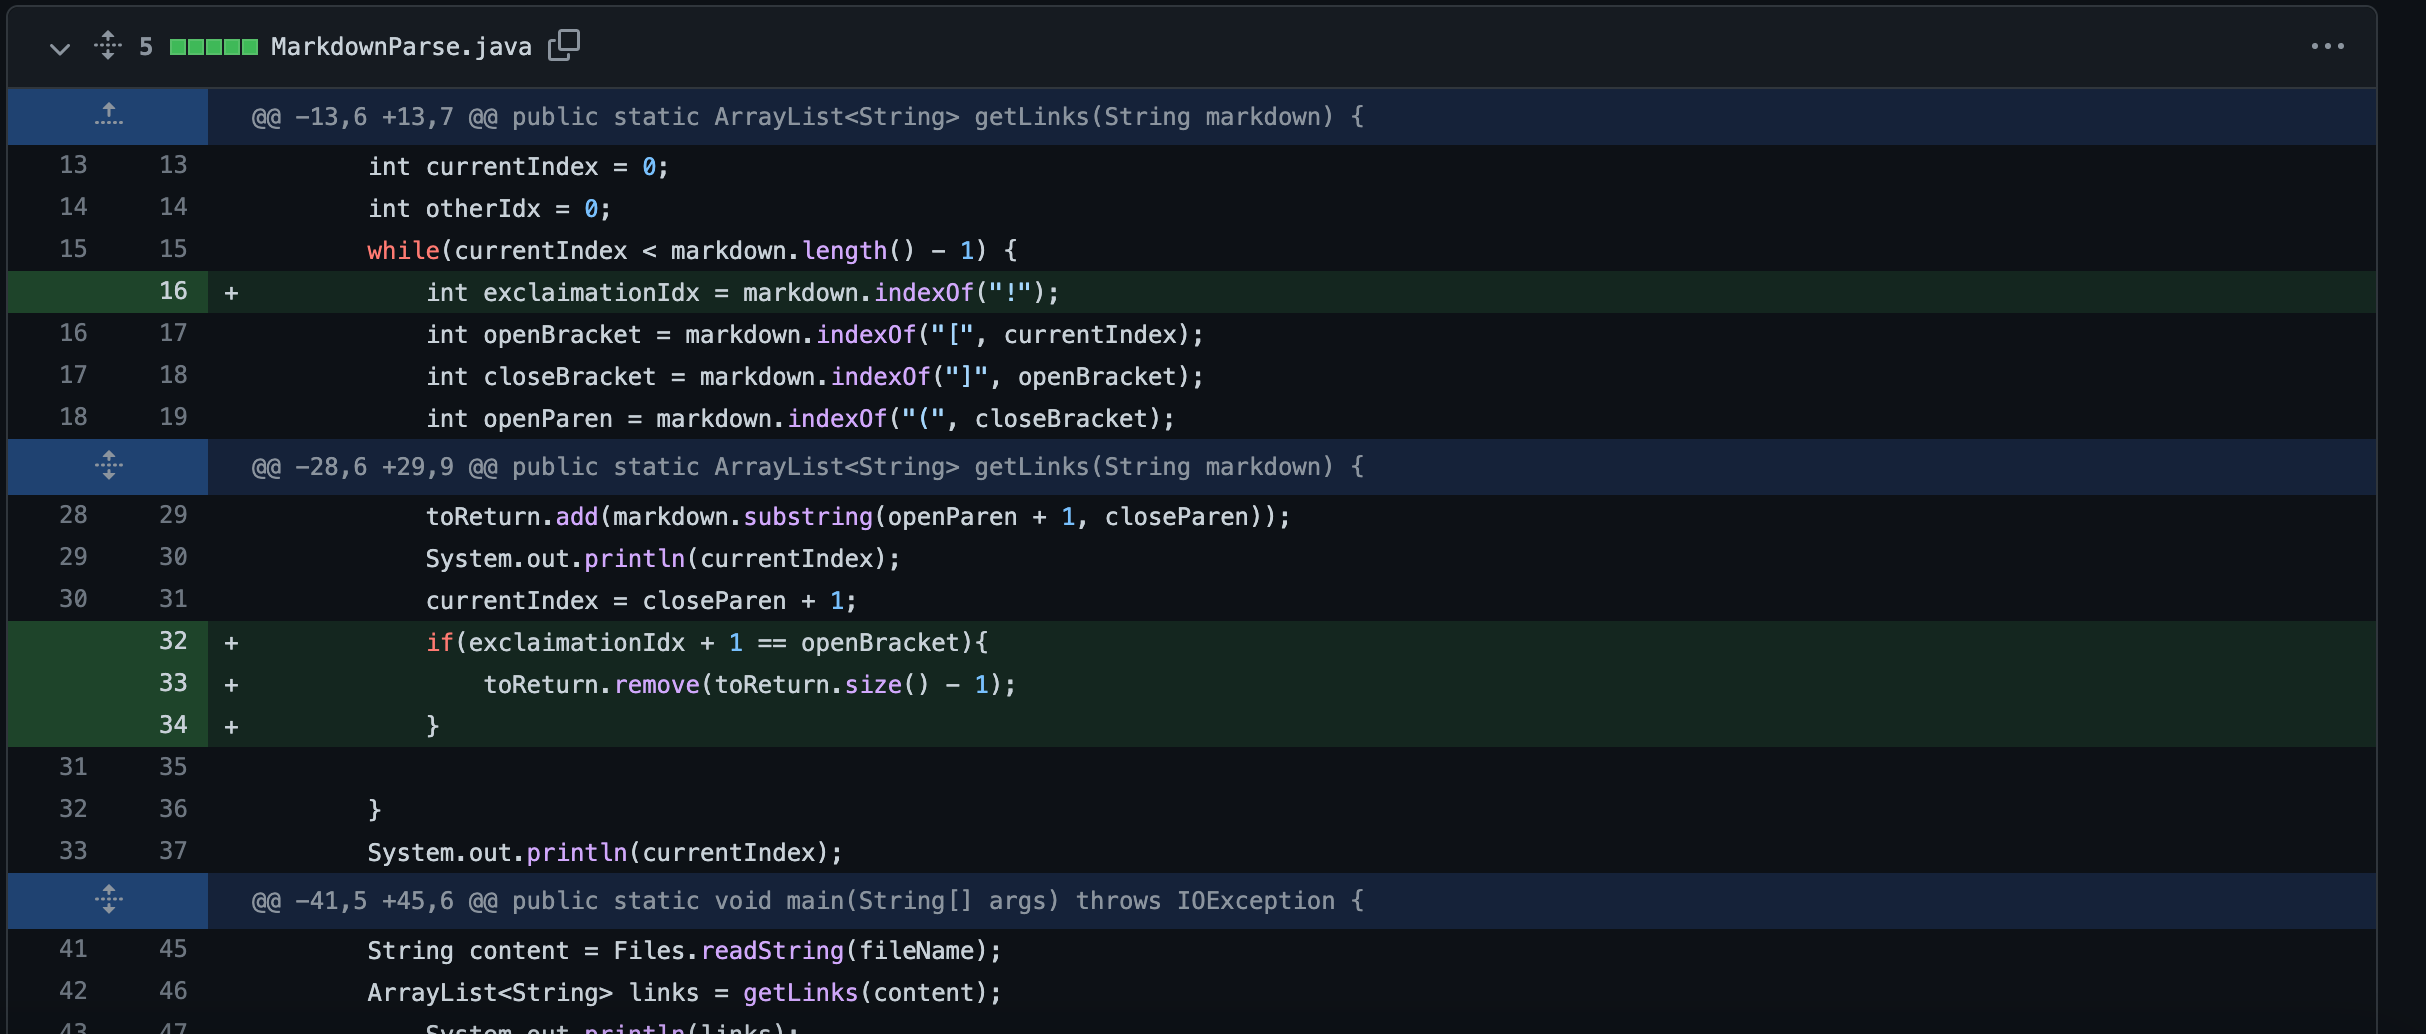 5 MarkdownParse.java
@@ -13,6 +13,7 @@ public static ArrayList<String> getLinks(String markdown) {
13 13 int currentIndex = 0;
14 14 int otherIdx = 0;
15 15 while(currentIndex < markdown.length() - 1) {
16 + int exclaimationIdx = markdown.indexOf("!");
16 17 int openBracket = markdown.indexOf("[", currentIndex);
17 18 int closeBracket = markdown.indexOf("]", openBracket);
18 19 int openParen = markdown.indexOf("(", closeBracket);
@@ -28,6 +29,9 @@ public static ArrayList<String> getLinks(String markdown) {
28 29 toReturn.add(markdown.substring(openParen + 1, closeParen));
29 30 System.out.println(currentIndex);
30 31 currentIndex = closeParen + 1;
32 + if(exclaimationIdx + 1 == openBracket){
33 + toReturn.remove(toReturn.size() - 1);
34 + }
31 35
32 36 }
33 37 System.out.println(currentIndex);
@@ -41,5 +45,6 @@ public static void main(String[] args) throws IOException {
41 45 String content = Files.readString(fileName);
42 46 ArrayList<String> links = getLinks(content);
43 47 System.out.println(links);